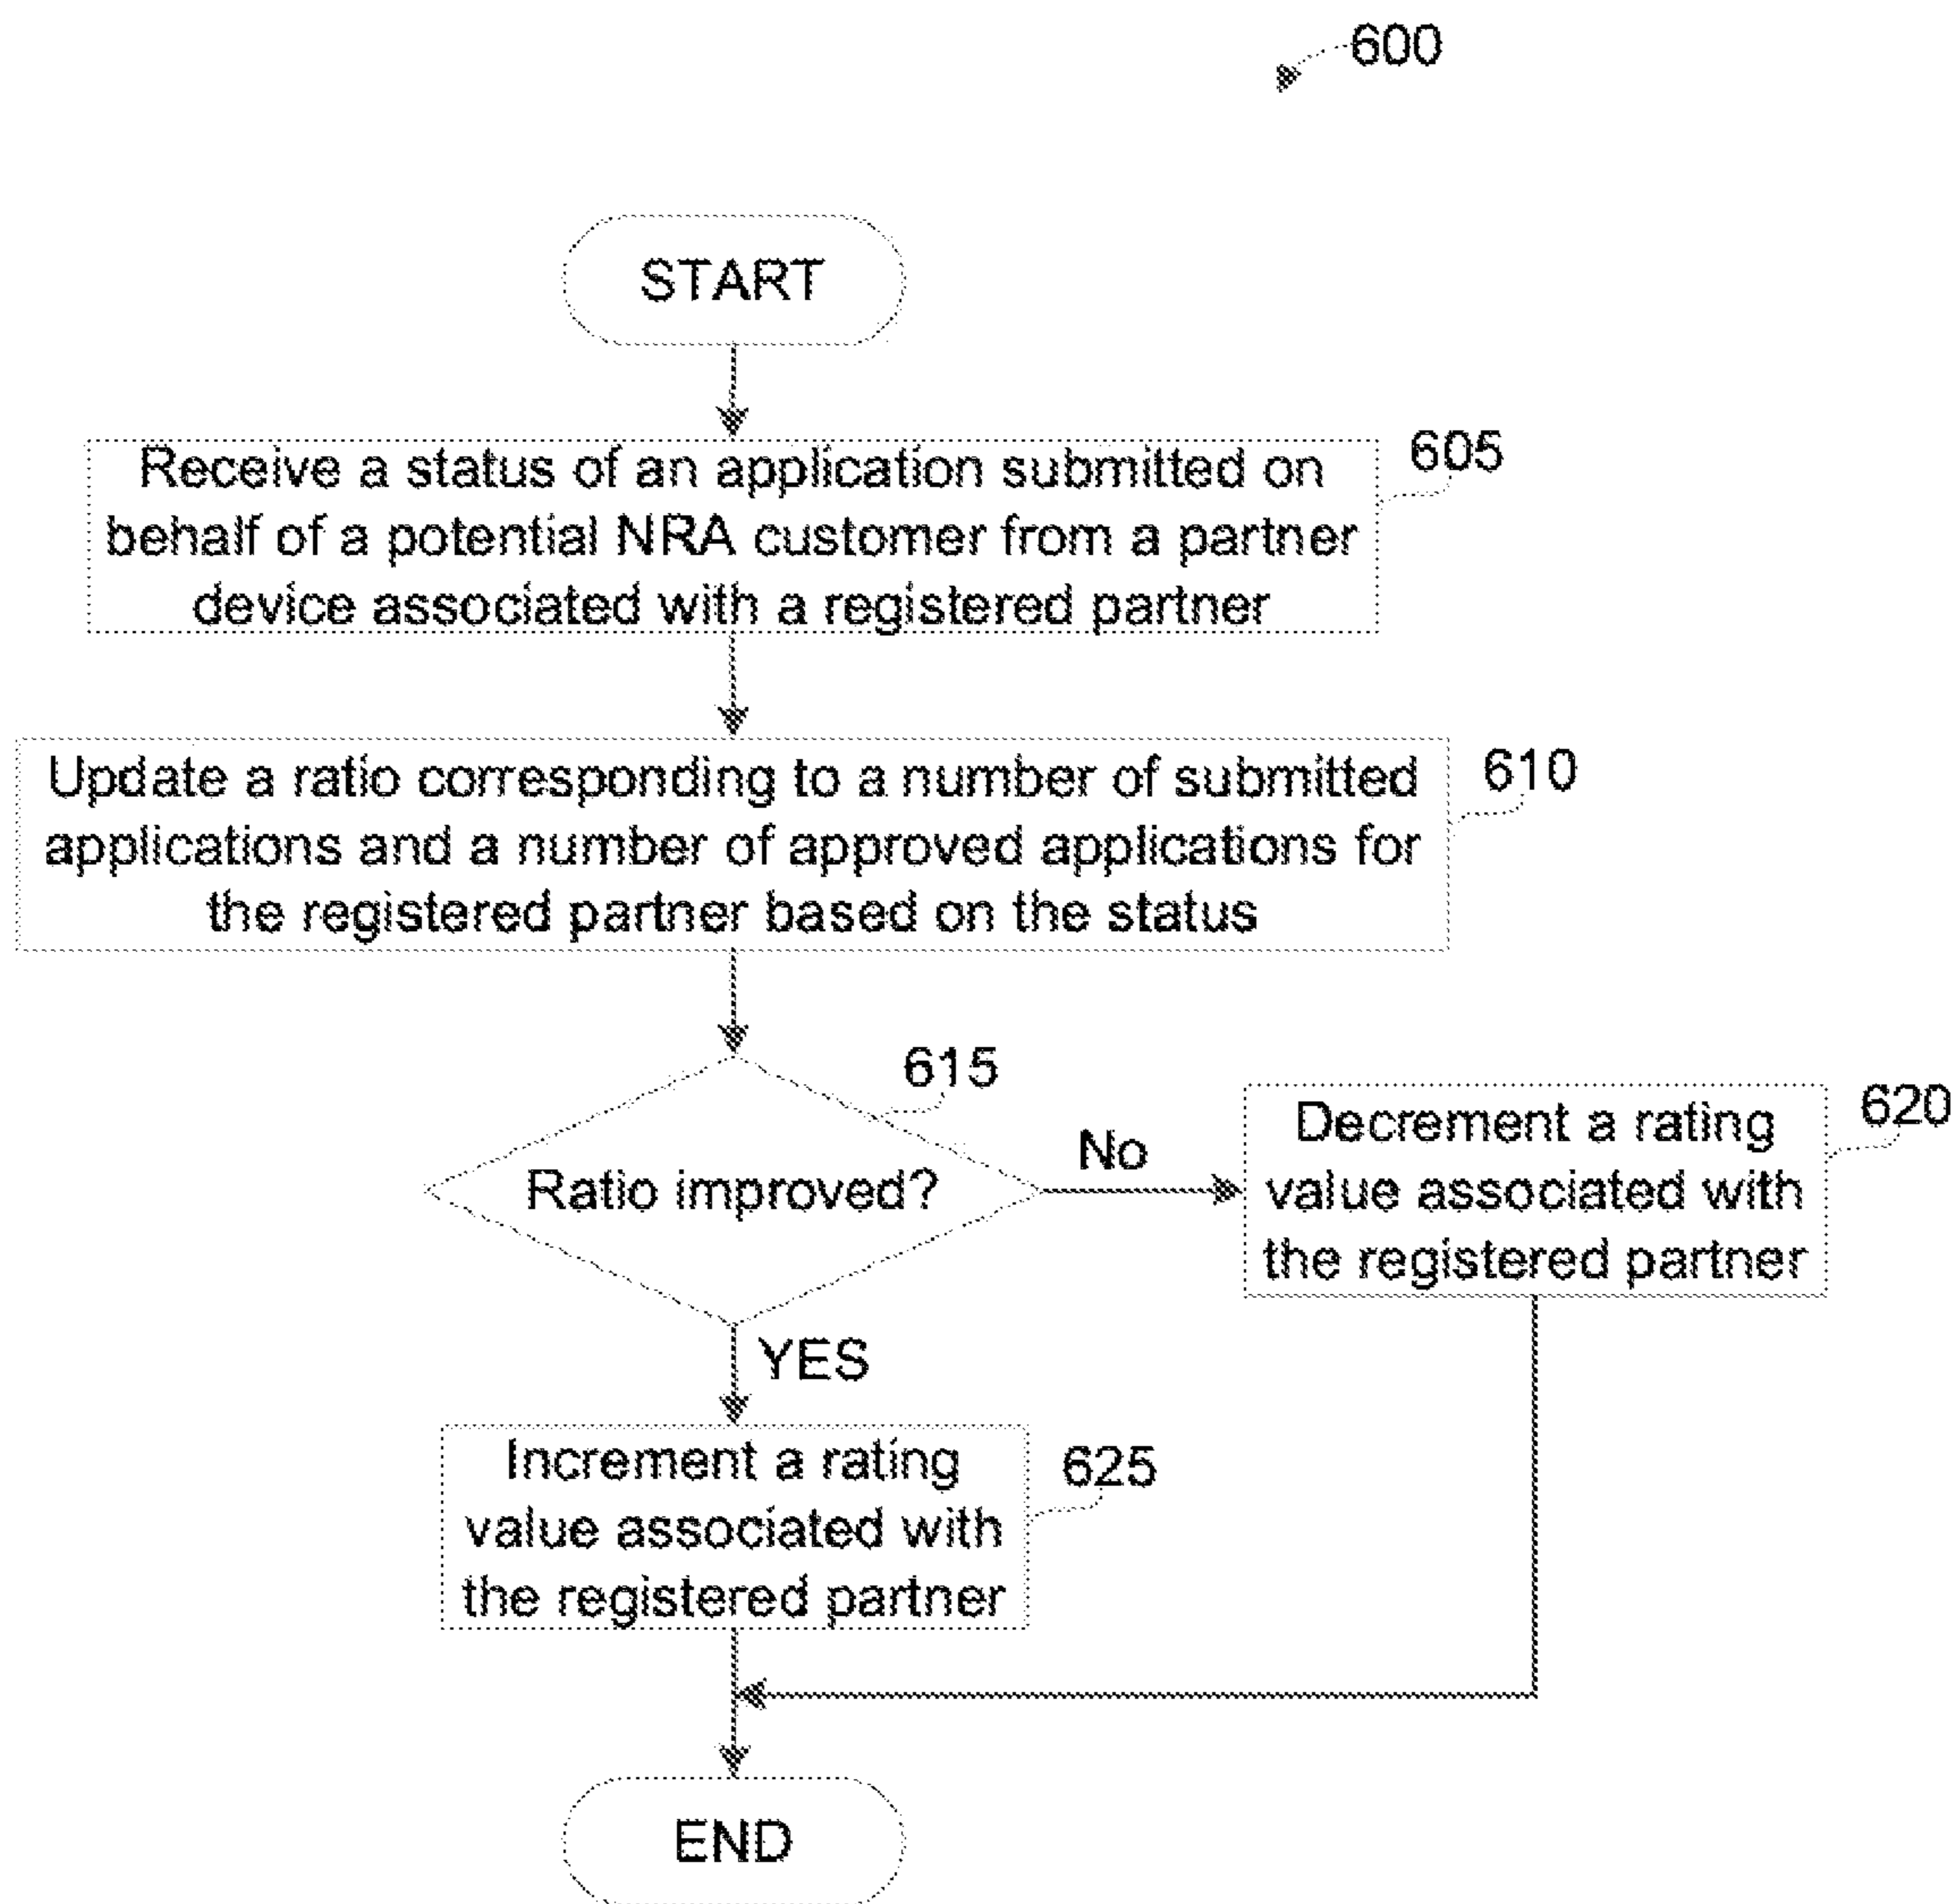 600
START
Receive a status of an application submitted on
behalf of a potential NRA customer from a partner
device associated with a registered partner
605
Update a ratio corresponding to a number of submitted
applications and a number of approved applications for
the registered partner based on the status
610
615
Ratio improved?
No
Decrement a rating
value associated with
the registered partner
620
YES
Increment a rating
value associated with
the registered partner
625
END